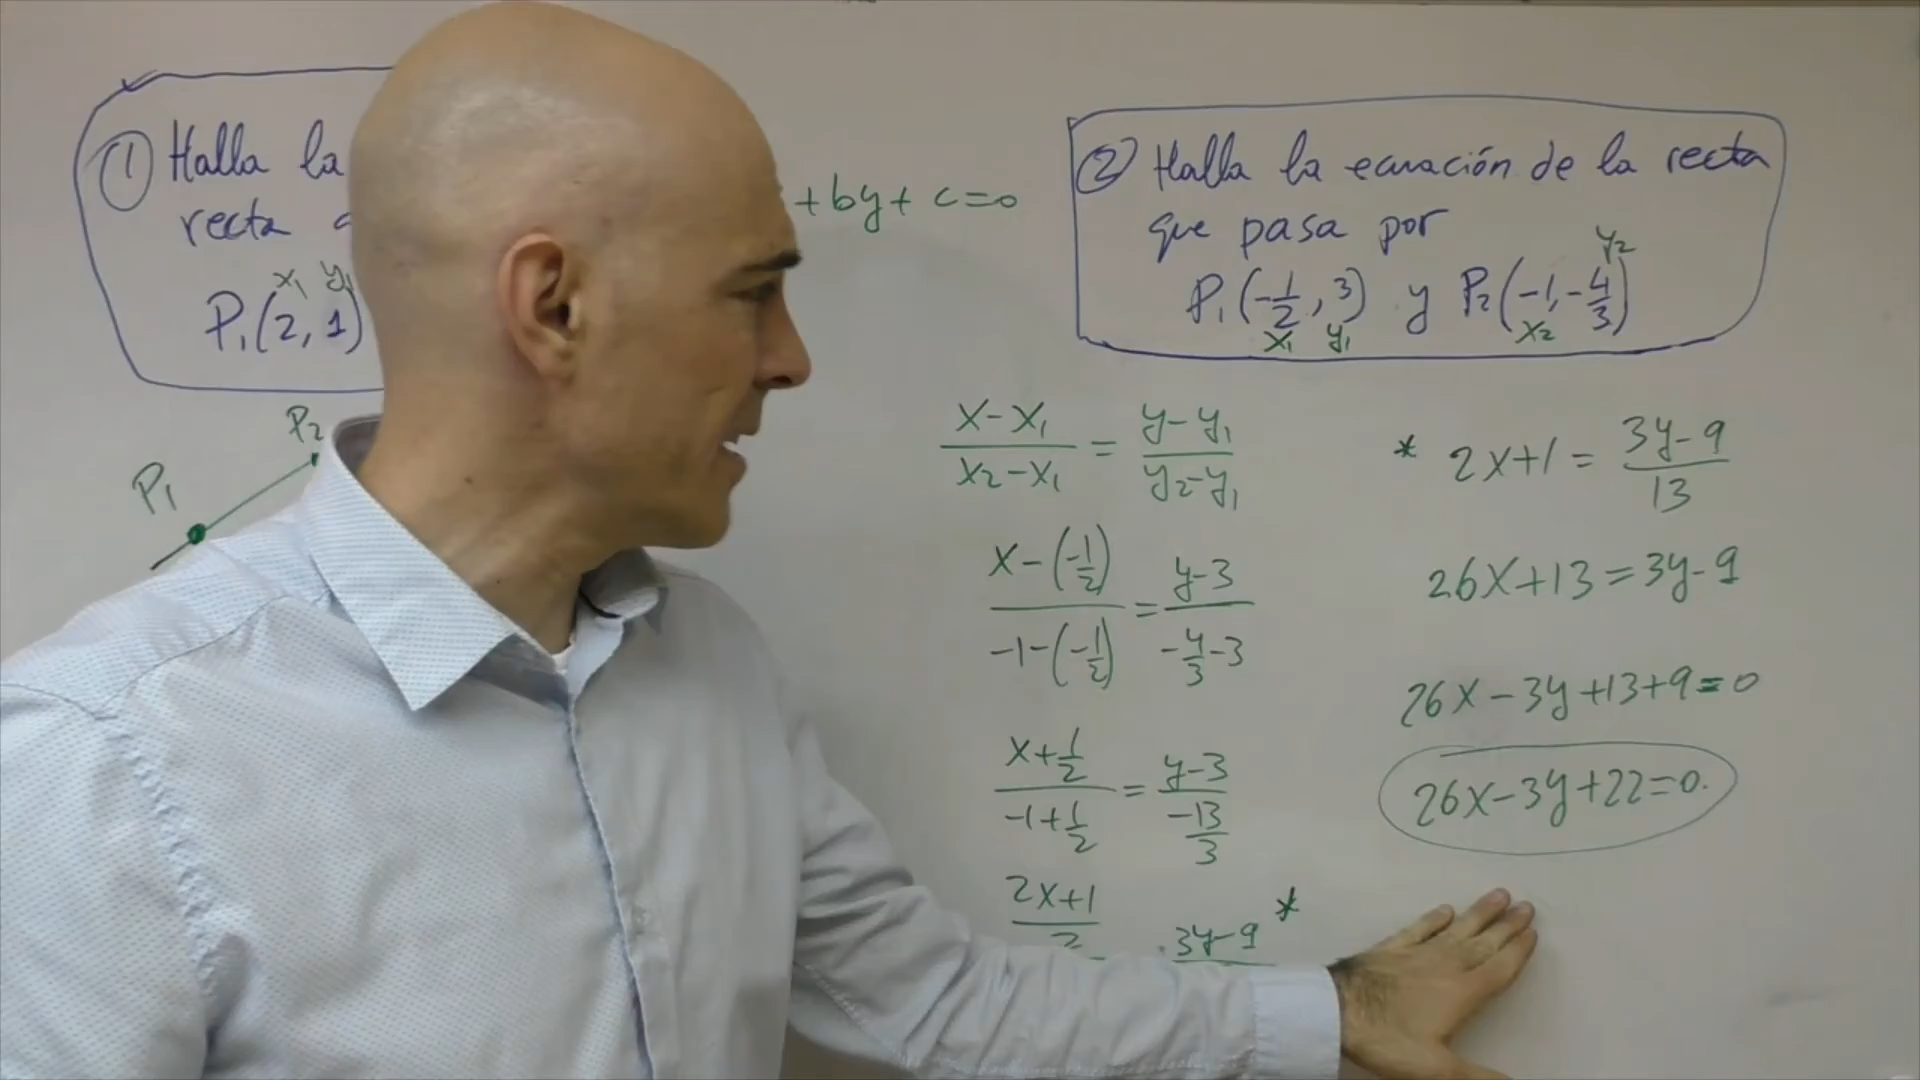 ① Halla la
recta
x₁ y₁
P₁(2, 1)
P₂
P₁
+by+c=0
② Halla la ecuación de la recta
que pasa por
y₂
P₁(-1/2, 3) y P₂(-1, -4/3)
x₁ y₁ x₂
(x-x₁)/(x₂-x₁) = (y-y₁)/(y₂-y₁)
(x-(-1/2))/(-1-(-1/2)) = (y-3)/(-4/3-3)
(x+1/2)/(-1+1/2) = (y-3)/(-13/3)
2x+1
3y-9 *
* 2x+1 = (3y-9)/13
26x+13=3y-9
26x-3y+13+9=0
26x-3y+22=0.